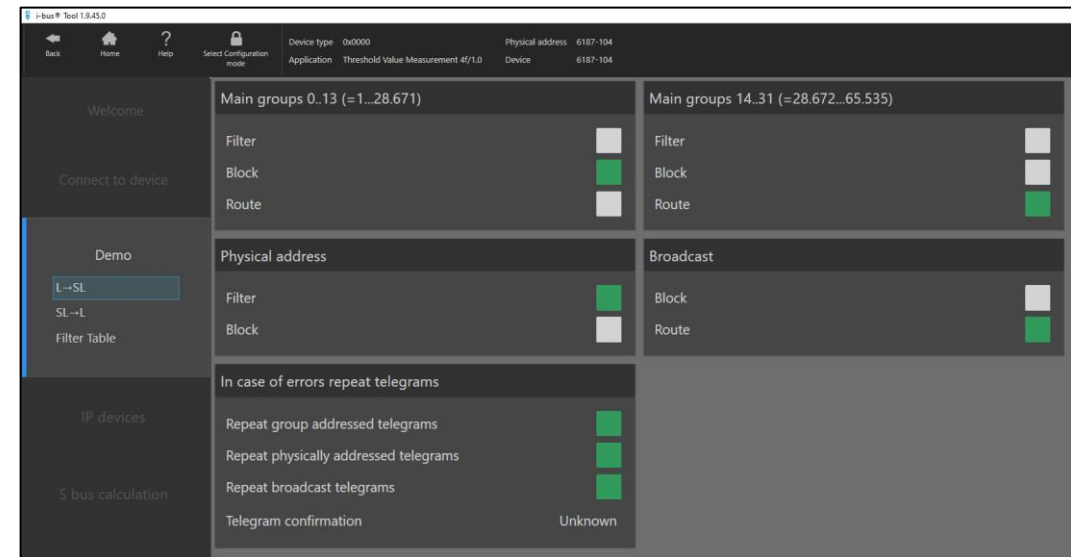 i-bus® Tool 1.9.45.0
Back Home Help Select Configuration mode
Device type 0x0000 Physical address 6187-104
Application Threshold Value Measurement 4f/1.0 Device 6187-104
Welcome
Connect to device
Demo
L→SL
SL→L
Filter Table
IP devices
S bus calculation
Main groups 0..13 (=1...28.671)
Filter
Block
Route
Main groups 14..31 (=28.672...65.535)
Filter
Block
Route
Physical address
Filter
Block
Broadcast
Block
Route
In case of errors repeat telegrams
Repeat group addressed telegrams
Repeat physically addressed telegrams
Repeat broadcast telegrams
Telegram confirmation Unknown